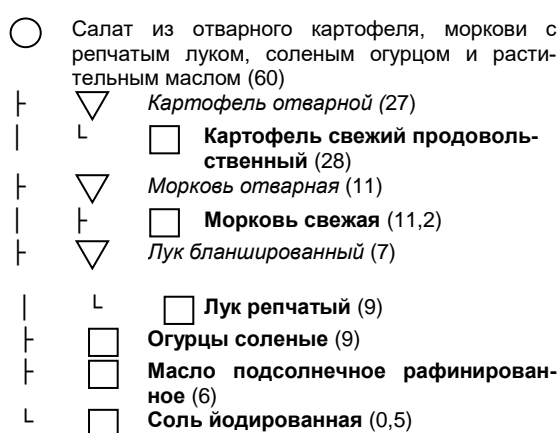 Салат из отварного картофеля, моркови с
репчатым луком, соленым огурцом и расти-
тельным маслом (60)
Картофель отварной (27)
Картофель свежий продоволь-
ственный (28)
Морковь отварная (11)
Морковь свежая (11,2)
Лук бланшированный (7)
Лук репчатый (9)
Огурцы соленые (9)
Масло подсолнечное рафинирован-
ное (6)
Соль йодированная (0,5)